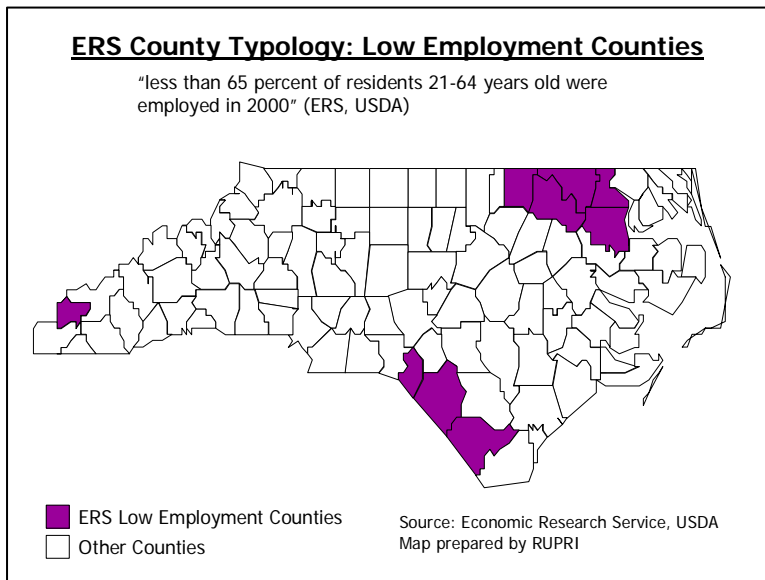 ERS County Typology: Low Employment Counties
“less than 65 percent of residents 21-64 years old were
employed in 2000” (ERS, USDA)
ERS Low Employment Counties
Other Counties
Source: Economic Research Service, USDA
Map prepared by RUPRI